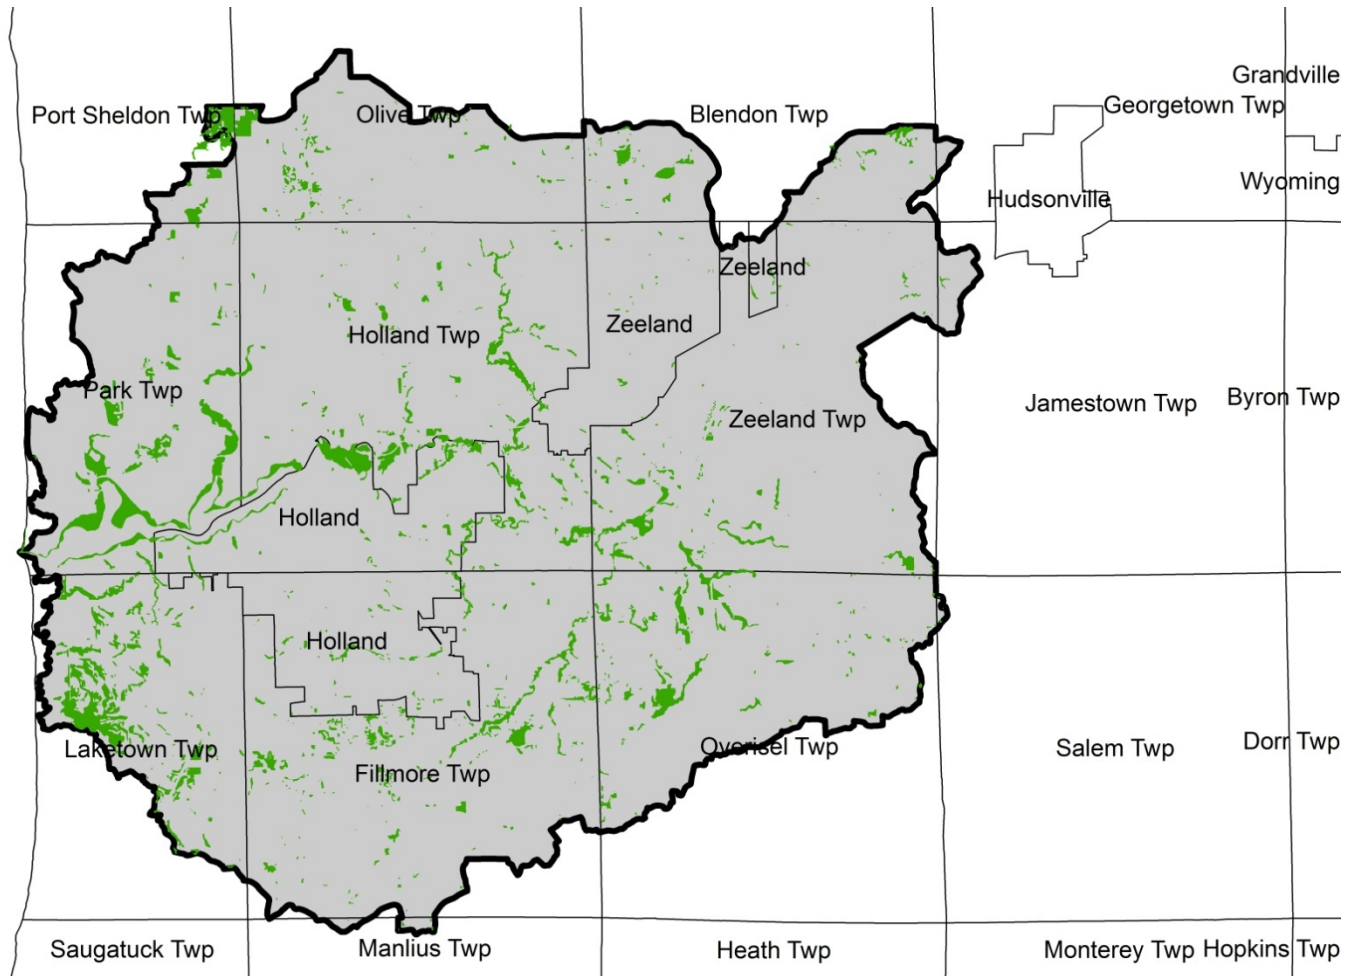 Grandville
Port Sheldon Twp
Olive Twp
Blendon Twp
Georgetown Twp
Wyoming
Hudsonville
Zeeland
Zeeland
Holland Twp
Park Twp
Zeeland Twp
Jamestown Twp
Byron Twp
Holland
Holland
Laketown Twp
Fillmore Twp
Overisel Twp
Salem Twp
Dorr Twp
Saugatuck Twp
Manlius Twp
Heath Twp
Monterey Twp
Hopkins Twp